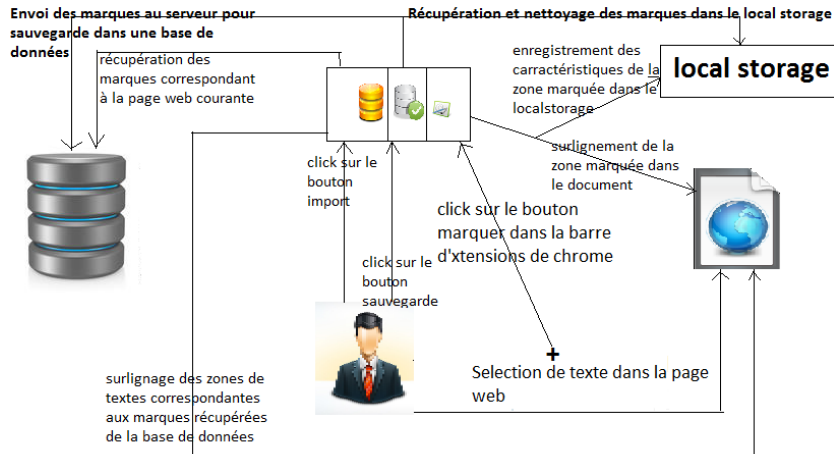 Envoi des marques au serveur pour
sauvegarde dans une base de
données
Récupération et nettoyage des marques dans le local storage
récupération des
marques correspondant
à la page web courante
enregistrement des
carractéristiques de la
zone marquée dans le
localstorage
local storage
surlignement de la
zone marquée dans
le document
click sur le
bouton
import
click sur le bouton
marquer dans la barre
d'xtensions de chrome
click sur le
bouton
sauvegarde
+
Selection de texte dans la page
web
surlignage des zones de
textes correspondantes
aux marques récupérées
de la base de données